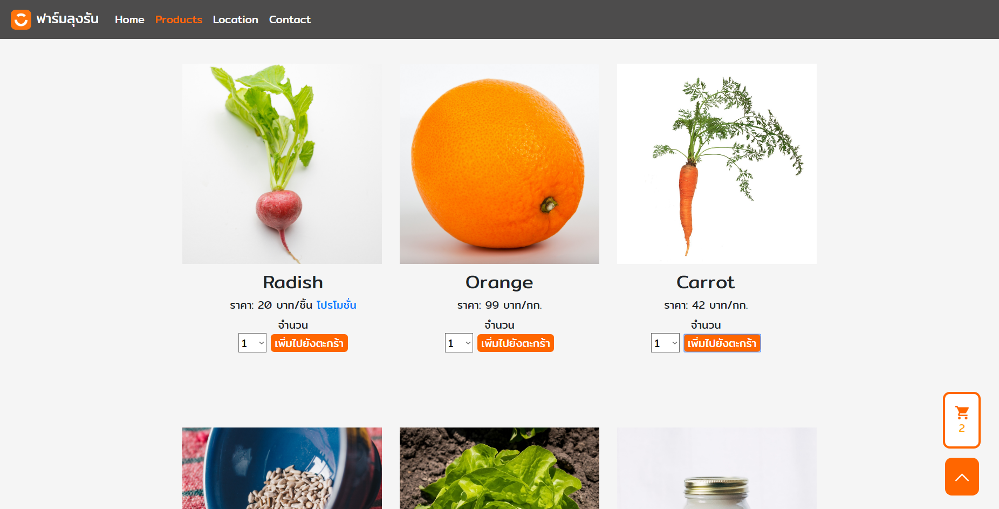 ฟาร์มลุงรัน Home Products Location Contact
Radish
ราคา: 20 บาท/ชิ้น โปรโมชั่น
จำนวน
1 เพิ่มไปยังตะกร้า
Orange
ราคา: 99 บาท/กก.
จำนวน
1 เพิ่มไปยังตะกร้า
Carrot
ราคา: 42 บาท/กก.
จำนวน
1 เพิ่มไปยังตะกร้า
2